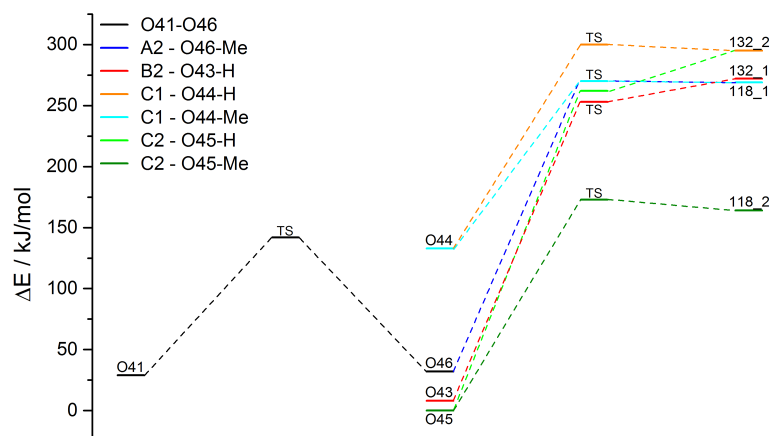 O41-O46
A2 - O46-Me
B2 - O43-H
C1 - O44-H
C1 - O44-Me
C2 - O45-H
C2 - O45-Me
ΔE / kJ/mol
300
250
200
150
100
50
0
O41
TS
O44
O46
O43
O45
TS
TS
TS
TS
132_2
132_1
118_1
118_2